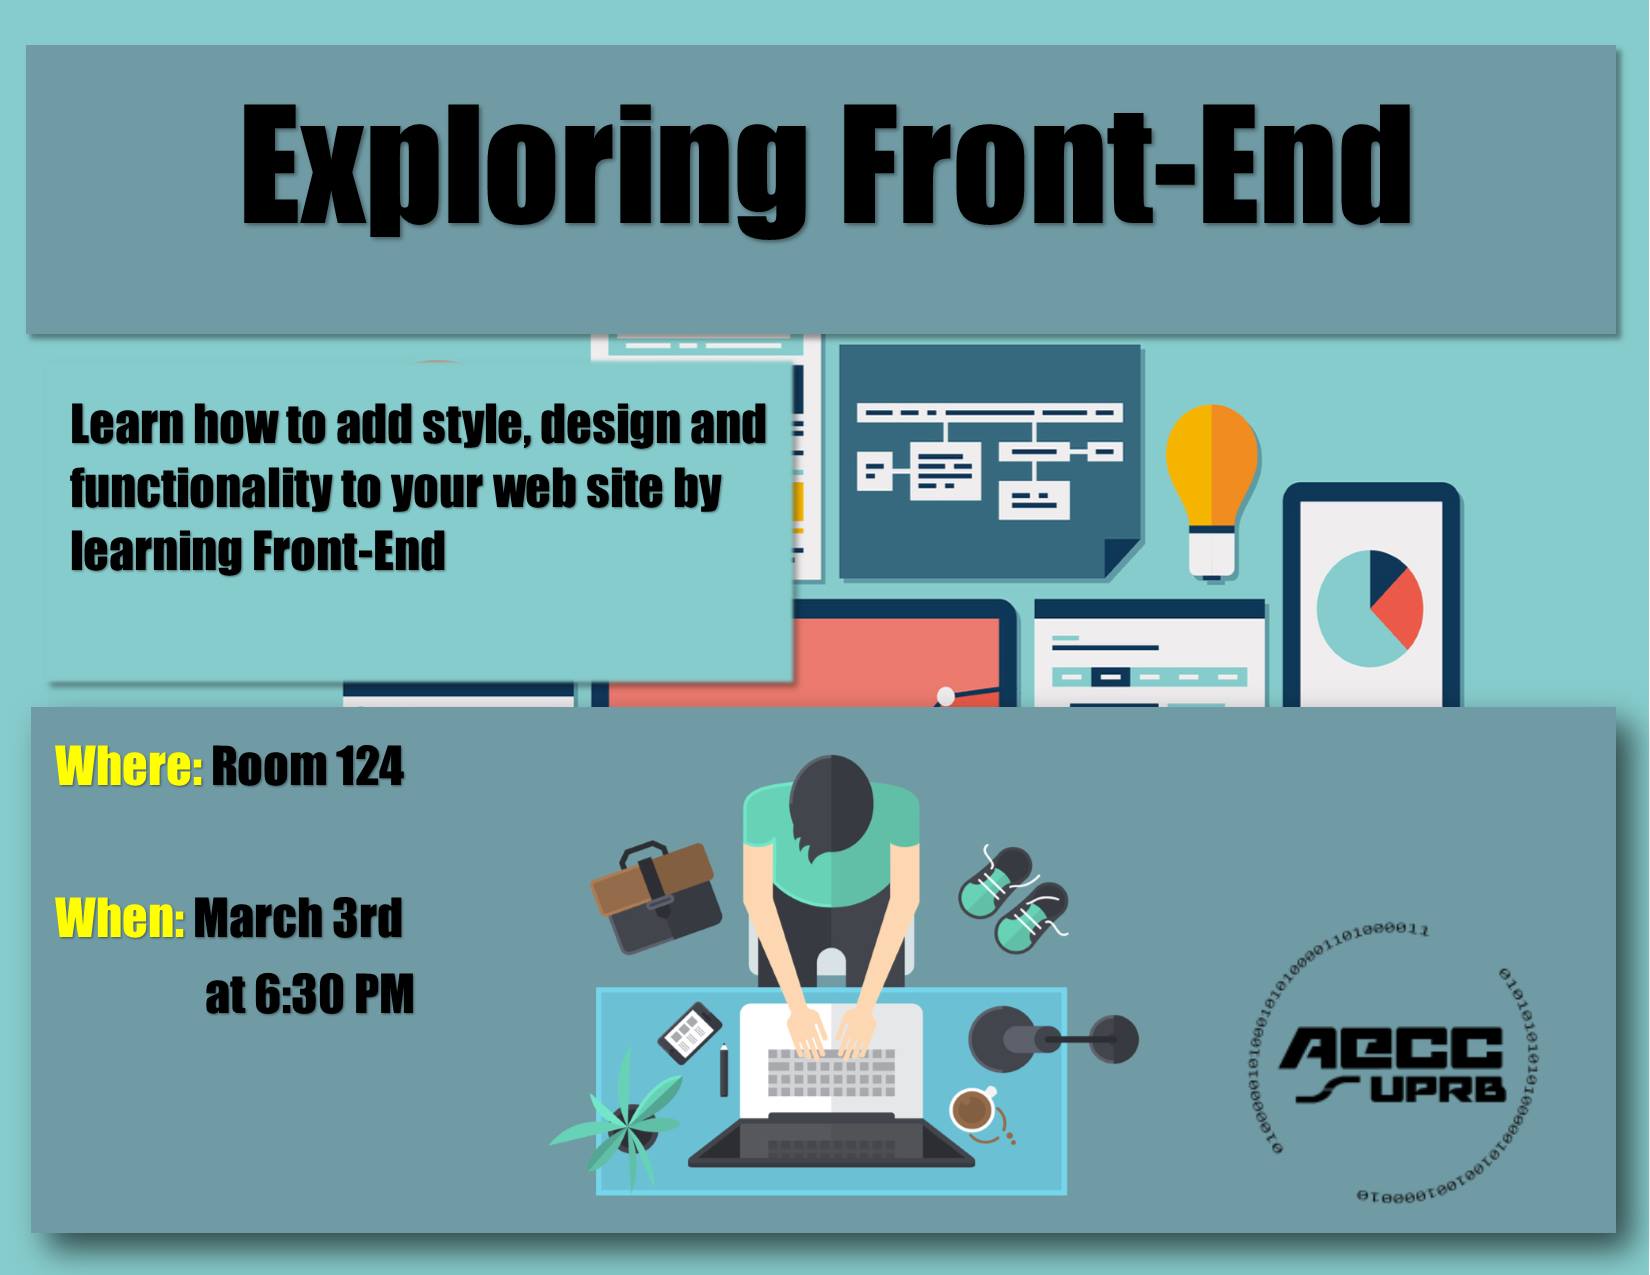 Exploring Front-End
Learn how to add style, design and
functionality to your web site by
learning Front-End
Where: Room 124
When: March 3rd
at 6:30 PM
AECC
UPRB